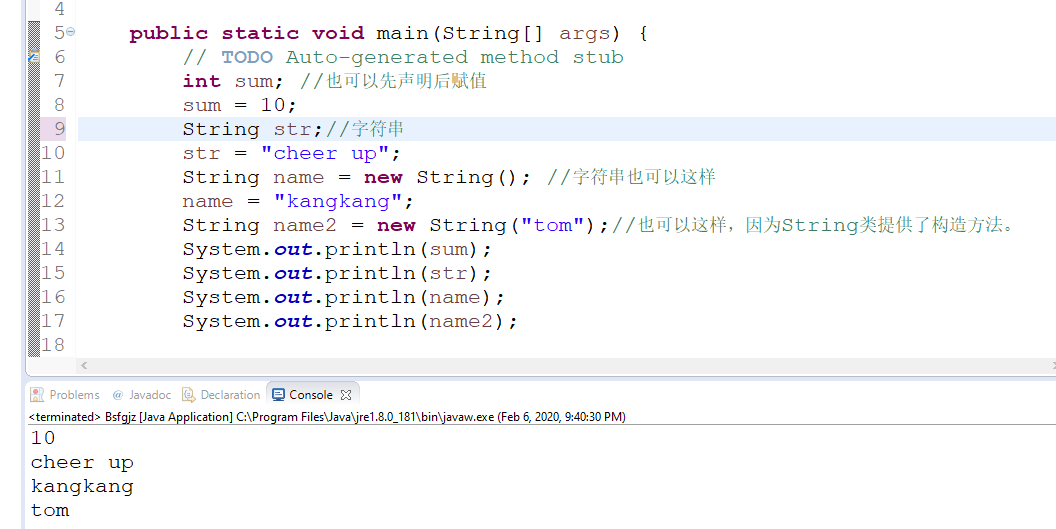 4
5 public static void main(String[] args) {
6 // TODO Auto-generated method stub
7 int sum; //也可以先声明后赋值
8 sum = 10;
9 String str;//字符串
10 str = "cheer up";
11 String name = new String(); //字符串也可以这样
12 name = "kangkang";
13 String name2 = new String("tom");//也可以这样，因为String类提供了构造方法。
14 System.out.println(sum);
15 System.out.println(str);
16 System.out.println(name);
17 System.out.println(name2);
18
Problems @ Javadoc Declaration Console
<terminated> Bsfgjz [Java Application] C:\Program Files\Java\jre1.8.0_181\bin\javaw.exe (Feb 6, 2020, 9:40:30 PM)
10
cheer up
kangkang
tom